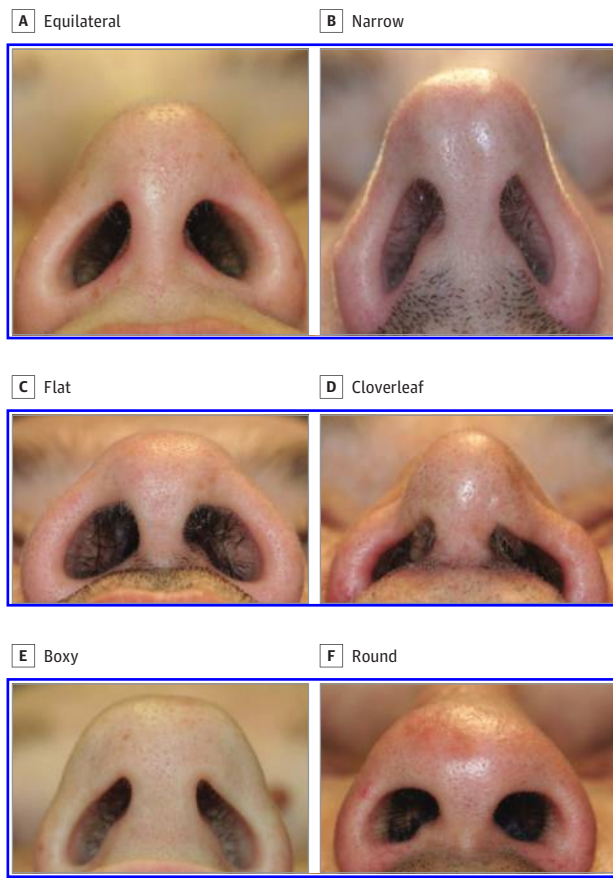 A Equilateral
B Narrow
C Flat
D Cloverleaf
E Boxy
F Round